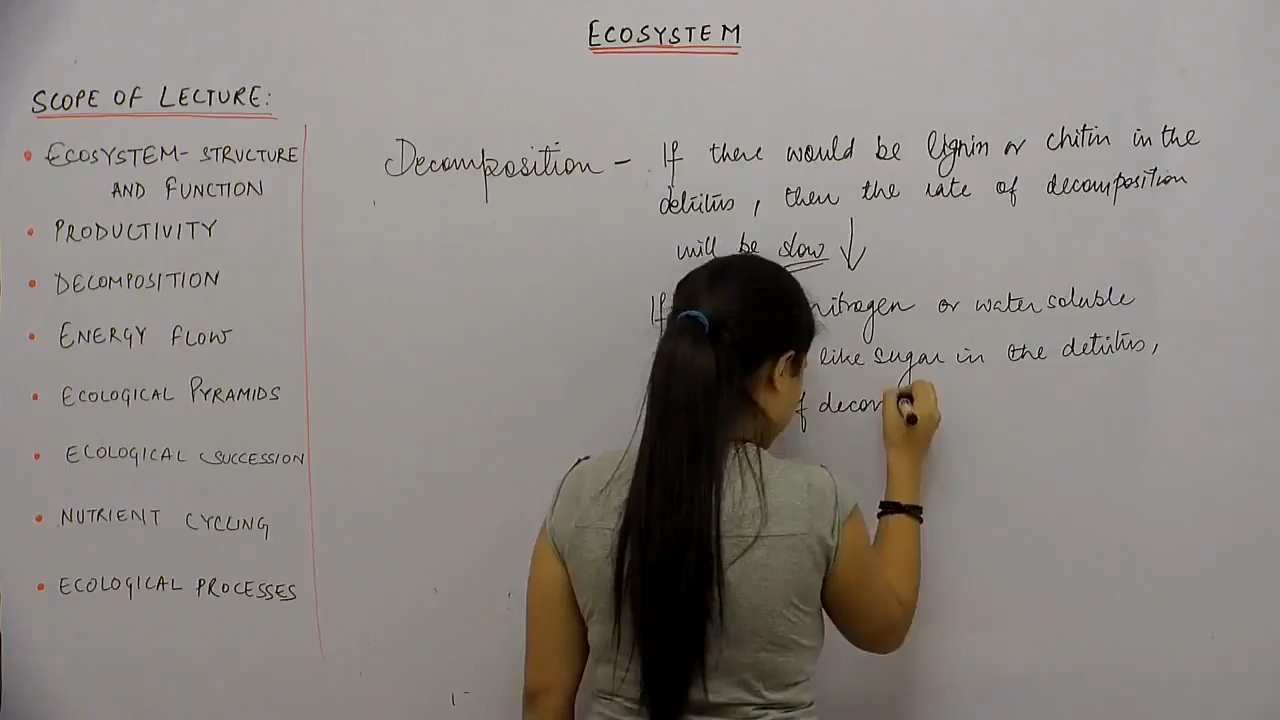 ECOSYSTEM
SCOPE OF LECTURE:
• ECOSYSTEM- STRUCTURE
AND FUNCTION
• PRODUCTIVITY
• DECOMPOSITION
• ENERGY FLOW
• ECOLOGICAL PYRAMIDS
• ECOLOGICAL SUCCESSION
• NUTRIENT CYCLING
• ECOLOGICAL PROCESSES
Decomposition – If there would be lignin or chitin in the
detritus, then the rate of decomposition
will be slow ↓
If nitrogen or water soluble
like sugar in the detritus,
decom